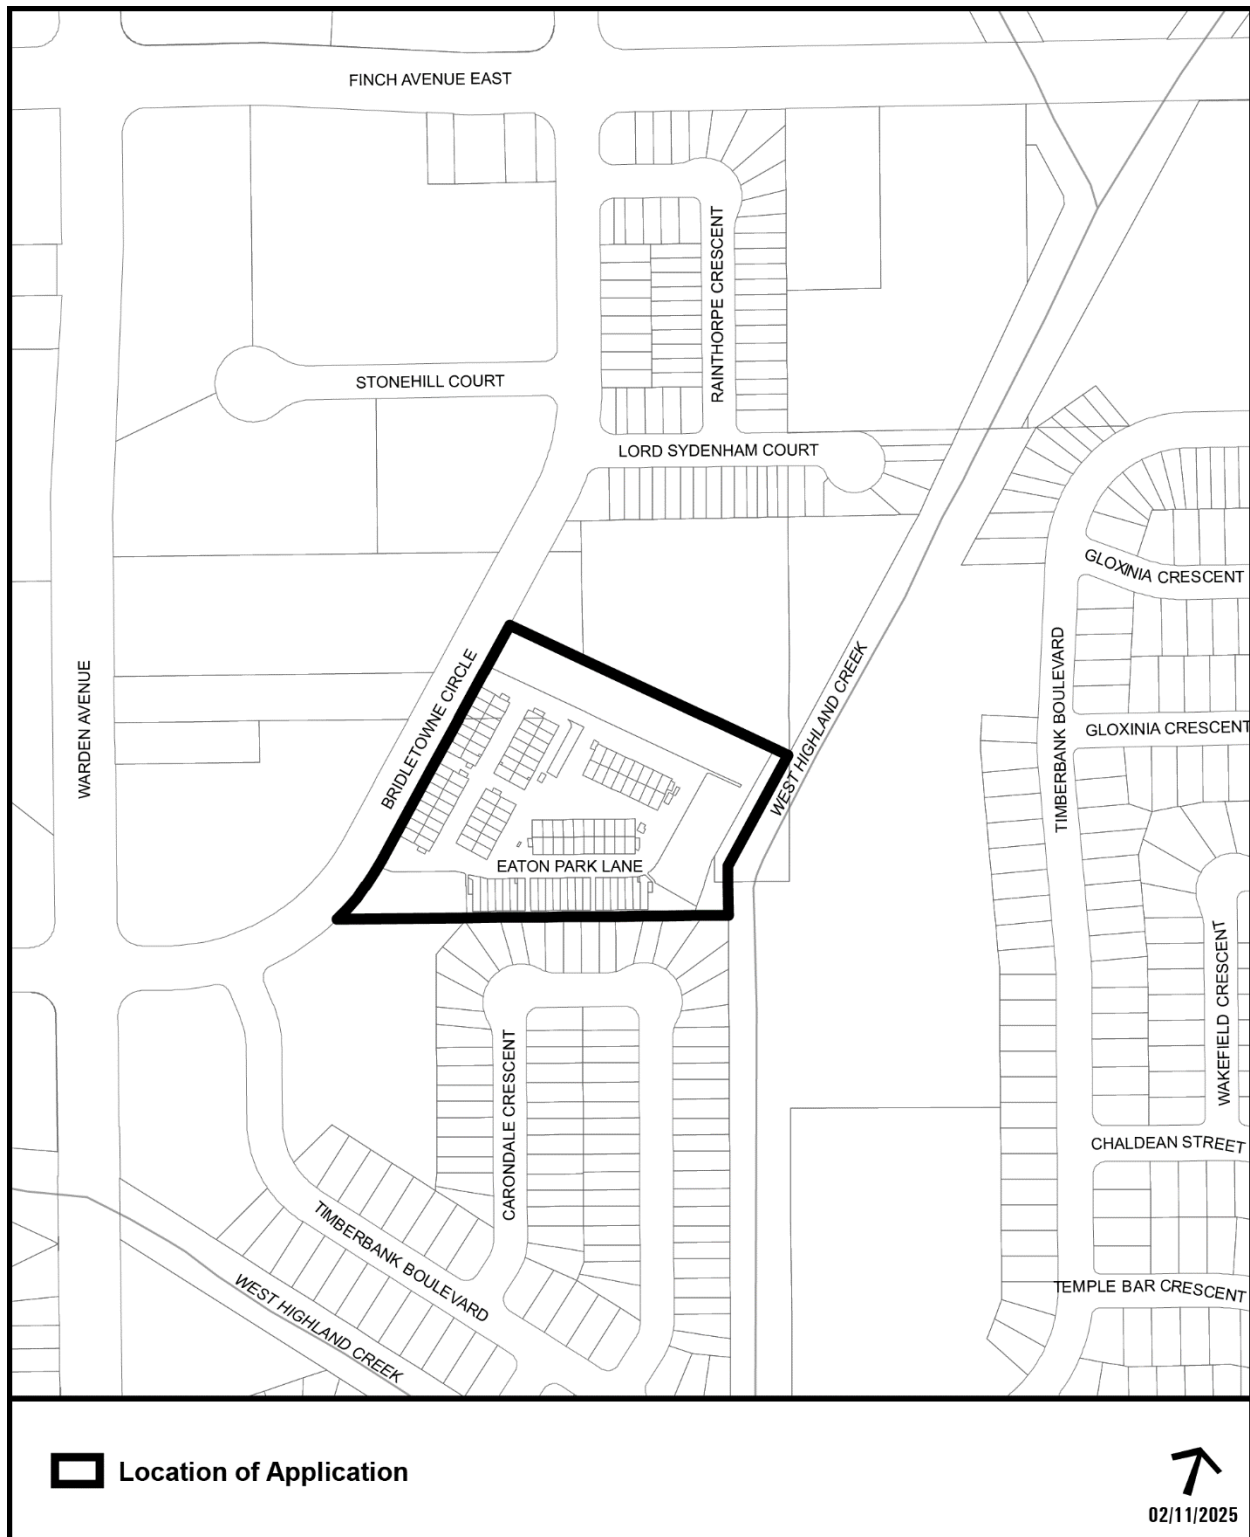 FINCH AVENUE EAST
RAINTHORPE CRESCENT
STONEHILL COURT
LORD SYDENHAM COURT
GLOXINIA CRESCENT
WARDEN AVENUE
BRIDLETOWNE CIRCLE
WEST HIGHLAND CREEK
TIMBERBANK BOULEVARD
GLOXINIA CRESCENT
EATON PARK LANE
CARONDALE CRESCENT
WAKEFIELD CRESCENT
CHALDEAN STREET
TIMBERBANK BOULEVARD
WEST HIGHLAND CREEK
TEMPLE BAR CRESCENT
Location of Application
02/11/2025